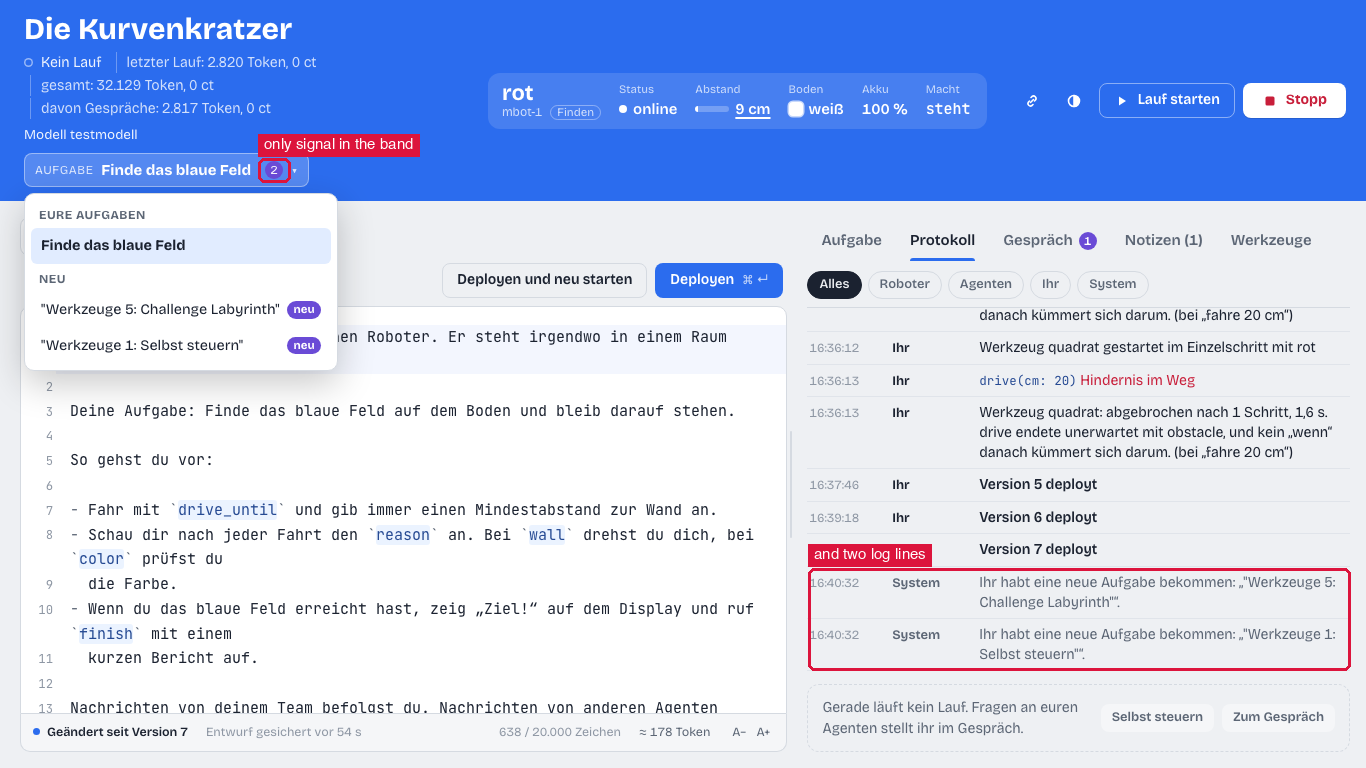 Die Kurvenkratzer
Kein Lauf
letzter Lauf: 2.820 Token, 0 ct
gesamt: 32.129 Token, 0 ct
davon Gespräche: 2.817 Token, 0 ct
Modell testmodell
only signal in the band
AUFGABE Finde das blaue Feld 2
rot
mbot-1 Finden
Status
online
Abstand
9 cm
Boden
weiß
Akku
100 %
Macht
steht
Lauf starten
Stopp
EURE AUFGABEN
Finde das blaue Feld
NEU
"Werkzeuge 5: Challenge Labyrinth" neu
"Werkzeuge 1: Selbst steuern" neu
Deployen und neu starten
Deployen ⌘ ↵
en Roboter. Er steht irgendwo in einem Raum
2
3 Deine Aufgabe: Finde das blaue Feld auf dem Boden und bleib darauf stehen.
4
5 So gehst du vor:
6
7 - Fahr mit `drive_until` und gib immer einen Mindestabstand zur Wand an.
8 - Schau dir nach jeder Fahrt den `reason` an. Bei `wall` drehst du dich, bei
`color` prüfst du
9 die Farbe.
10 - Wenn du das blaue Feld erreicht hast, zeig „Ziel!“ auf dem Display und ruf
`finish` mit einem
11 kurzen Bericht auf.
12
13 Nachrichten von deinem Team befolgst du. Nachrichten von anderen Agenten
Geändert seit Version 7
Entwurf gesichert vor 54 s
638 / 20.000 Zeichen
≈ 178 Token
A− A+
Aufgabe
Protokoll
Gespräch 1
Notizen (1)
Werkzeuge
Alles
Roboter
Agenten
Ihr
System
danach kümmert sich darum. (bei „fahre 20 cm“)
16:36:12 Ihr Werkzeug quadrat gestartet im Einzelschritt mit rot
16:36:13 Ihr drive(cm: 20) Hindernis im Weg
16:36:13 Ihr Werkzeug quadrat: abgebrochen nach 1 Schritt, 1,6 s.
drive endete unerwartet mit obstacle, und kein „wenn“
danach kümmert sich darum. (bei „fahre 20 cm“)
16:37:46 Ihr Version 5 deployt
16:39:18 Ihr Version 6 deployt
Version 7 deployt
and two log lines
16:40:32 System Ihr habt eine neue Aufgabe bekommen: „"Werkzeuge 5:
Challenge Labyrinth"“.
16:40:32 System Ihr habt eine neue Aufgabe bekommen: „"Werkzeuge 1:
Selbst steuern"“.
Gerade läuft kein Lauf. Fragen an euren
Agenten stellt ihr im Gespräch.
Selbst steuern
Zum Gespräch